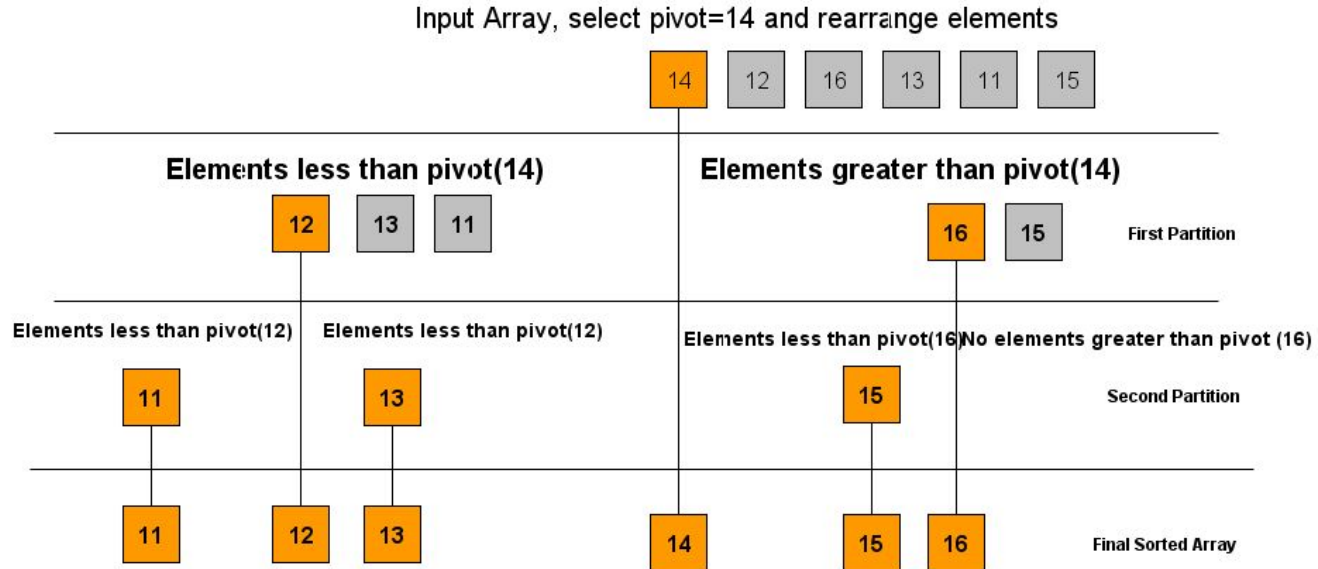 Input Array, select pivot=14 and rearrange elements
14 12 16 13 11 15
Elements less than pivot(14) Elements greater than pivot(14)
12 13 11 16 15 First Partition
Elements less than pivot(12) Elements less than pivot(12) Elements less than pivot(16) No elements greater than pivot (16)
11 13 15 Second Partition
11 12 13 14 15 16 Final Sorted Array